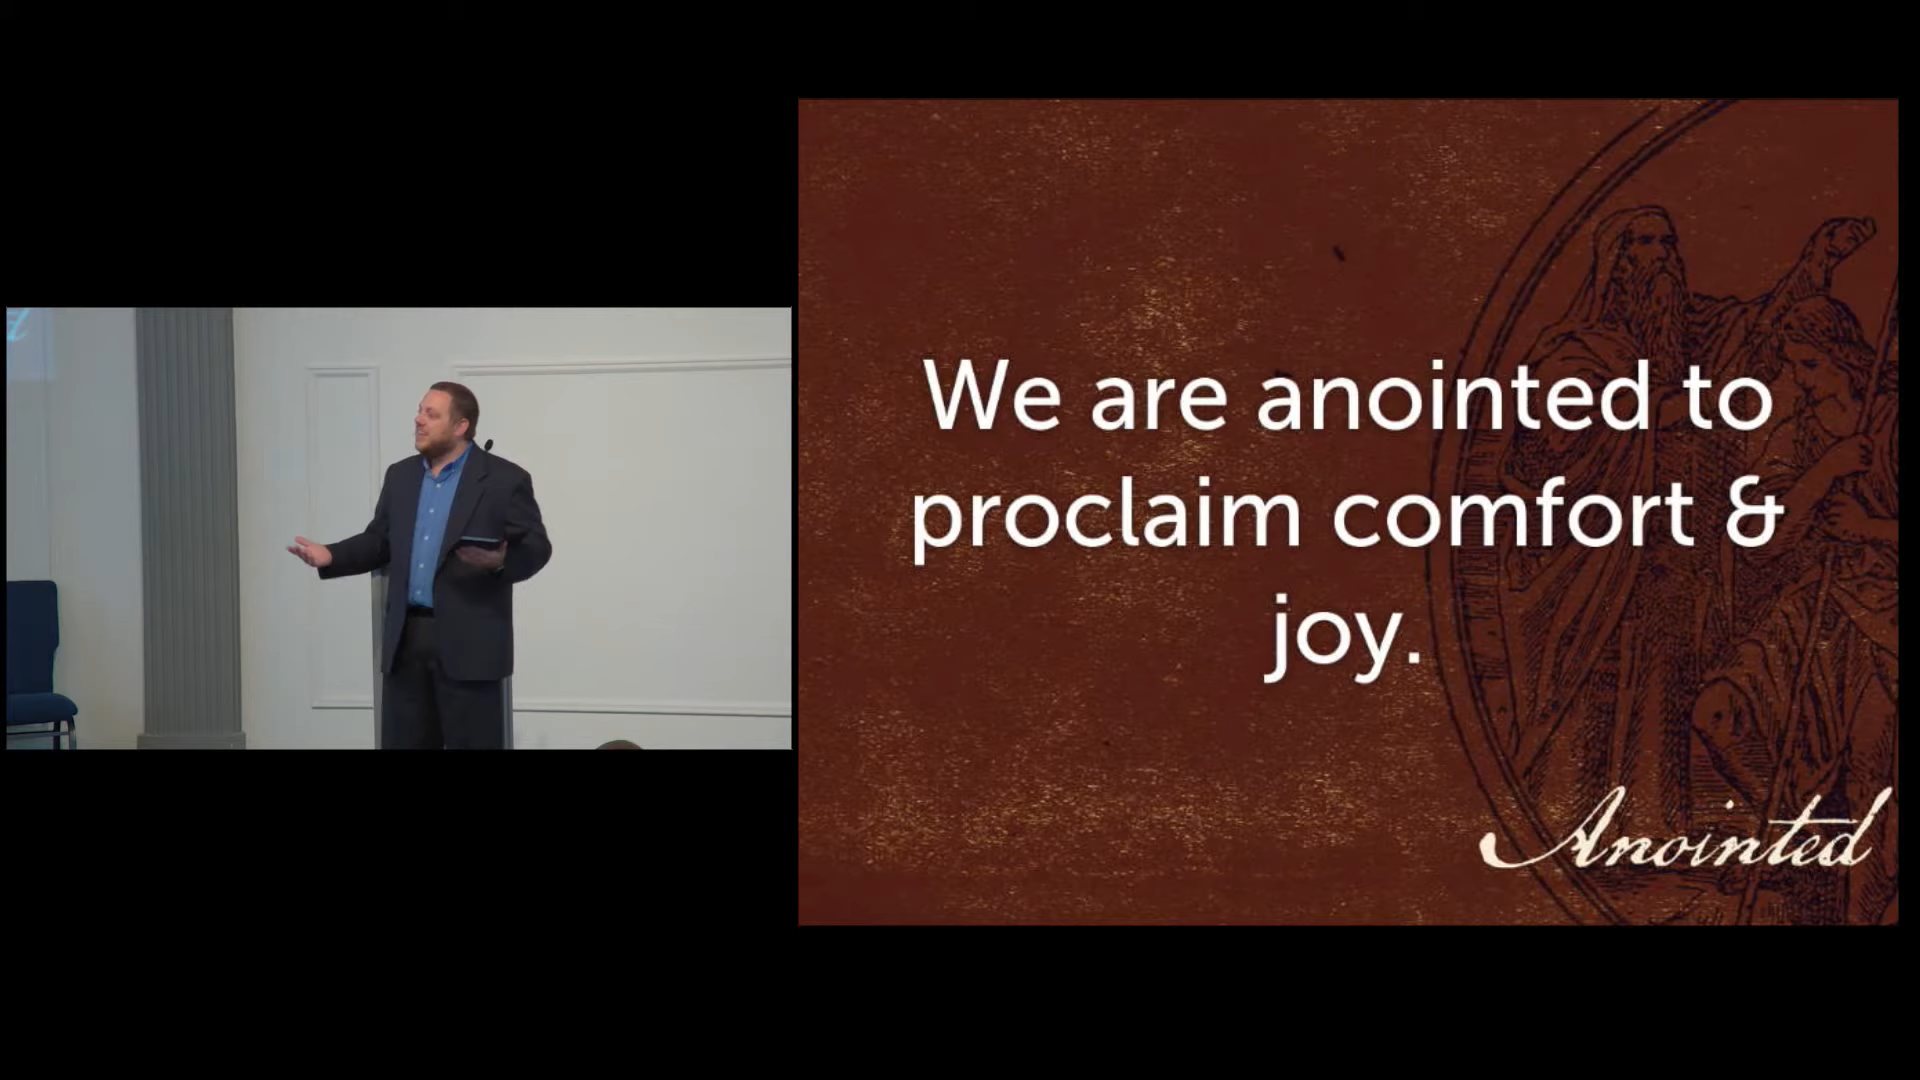 We are anointed to
proclaim comfort &
joy.
Anointed